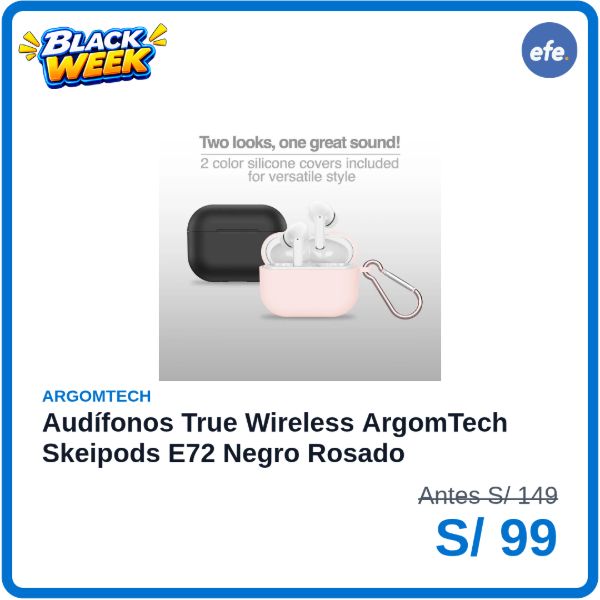 BLACK
WEEK
efe.
Two looks, one great sound!
2 color silicone covers included
for versatile style
ARGOMTECH
Audífonos True Wireless ArgomTech
Skeipods E72 Negro Rosado
Antes S/ 149
S/ 99